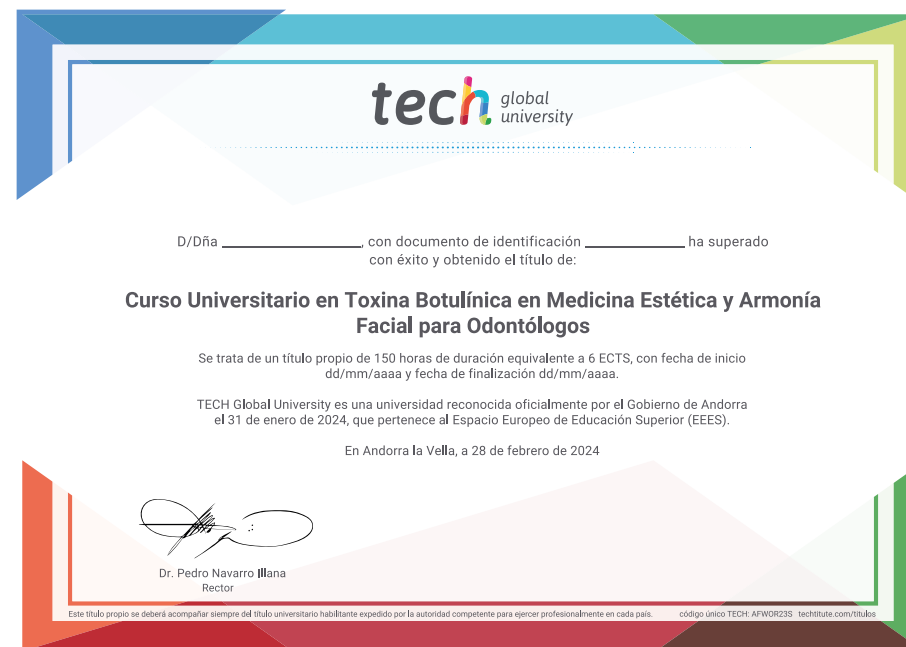 tech global
university
D/Dña ____________________, con documento de identificación ______________ ha superado
con éxito y obtenido el título de:
Curso Universitario en Toxina Botulínica en Medicina Estética y Armonía
Facial para Odontólogos
Se trata de un título propio de 150 horas de duración equivalente a 6 ECTS, con fecha de inicio
dd/mm/aaaa y fecha de finalización dd/mm/aaaa.
TECH Global University es una universidad reconocida oficialmente por el Gobierno de Andorra
el 31 de enero de 2024, que pertenece al Espacio Europeo de Educación Superior (EEES).
En Andorra la Vella, a 28 de febrero de 2024
Dr. Pedro Navarro Illana
Rector
Este título propio se deberá acompañar siempre del título universitario habilitante expedido por la autoridad competente para ejercer profesionalmente en cada país. código único TECH: AFWOR23S techtitute.com/titulos